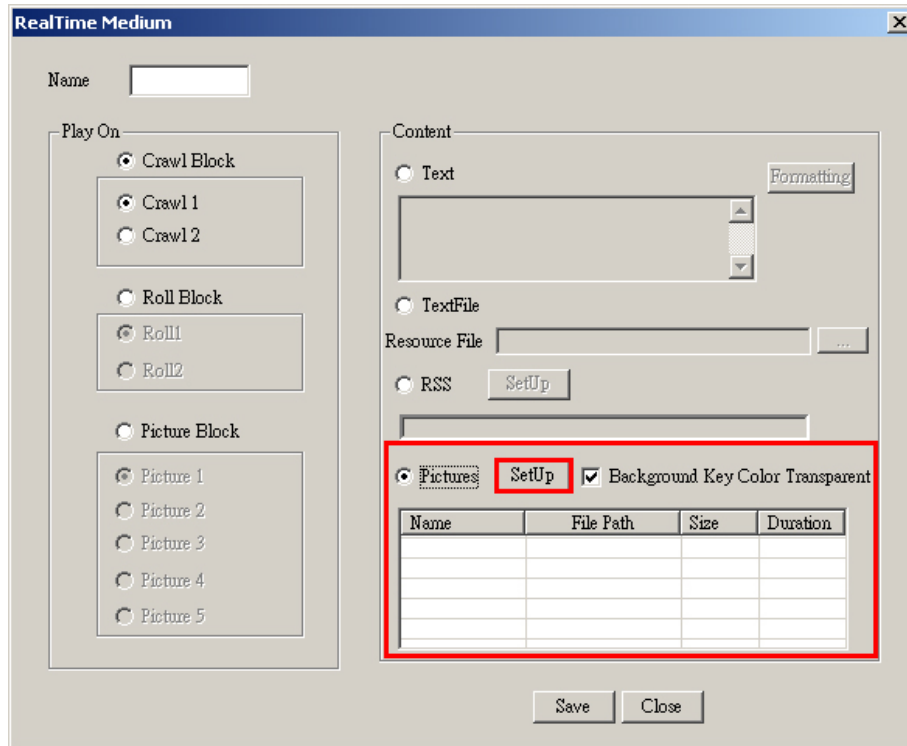 RealTime Medium
Name
Play On
Crawl Block
Crawl 1
Crawl 2
Roll Block
Roll1
Roll2
Picture Block
Picture 1
Picture 2
Picture 3
Picture 4
Picture 5
Content
Text
Formatting
TextFile
Resource File ...
RSS SetUp
Pictures SetUp Background Key Color Transparent
Name File Path Size Duration
Save Close